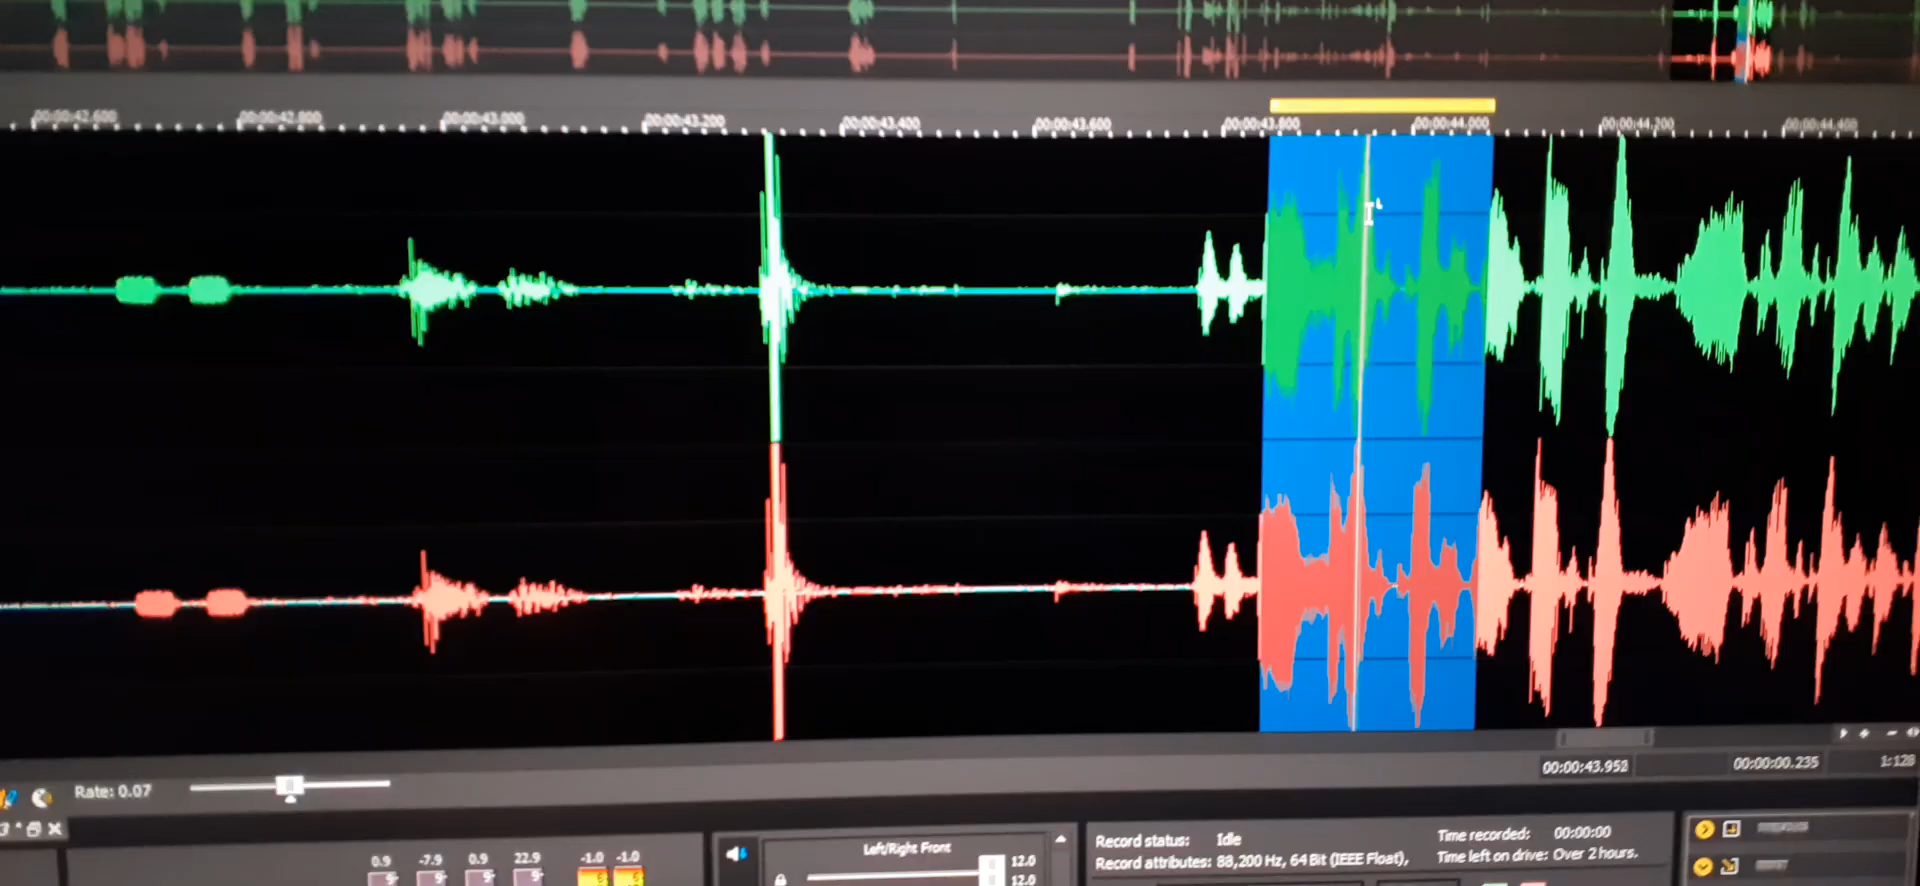 00:00:42.600 00:00:42.800 00:00:43.000 00:00:43.200 00:00:43.400 00:00:43.600 00:00:43.800 00:00:44.000 00:00:44.200 00:00:44.400
00:00:43.952 00:00:00.235 1:128
Rate: 0.07
3 *
0.9 -7.9 0.9 22.9 -1.0 -1.0
Left/Right Front
12.0
12.0
Record status: Idle
Record attributes: 88,200 Hz, 64 Bit (IEEE Float),
Time recorded: 00:00:00
Time left on drive: Over 2 hours.